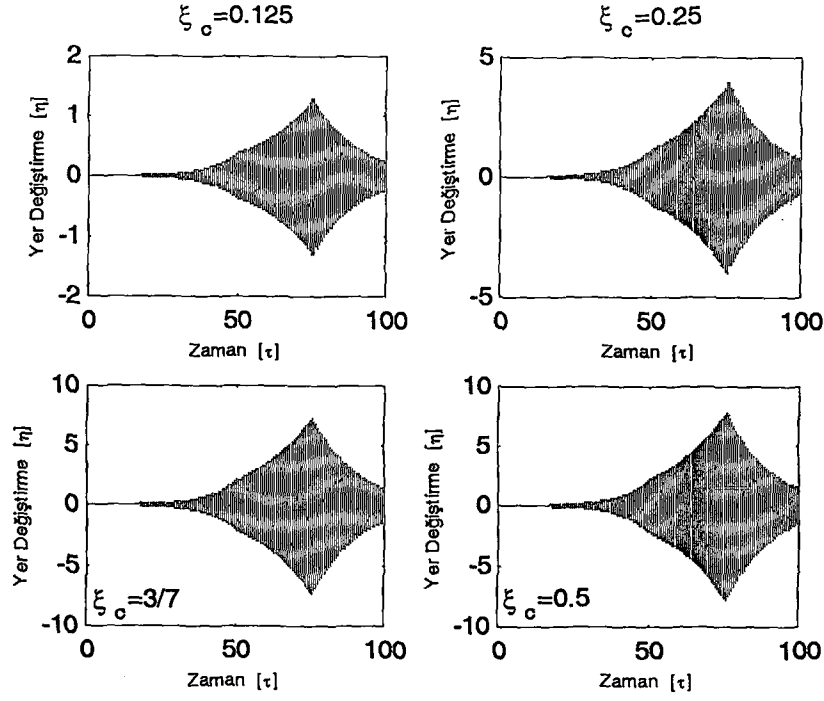 ξ c=0.125
ξ c=0.25
2
1
0
-1
-2
Yer Değiştirme [η]
0 50 100
Zaman [τ]
5
0
-5
Yer Değiştirme [η]
0 50 100
Zaman [τ]
10
5
0
-5
-10
Yer Değiştirme [η]
ξ c=3/7
0 50 100
Zaman [τ]
10
5
0
-5
-10
Yer Değiştirme [η]
ξ c=0.5
0 50 100
Zaman [τ]